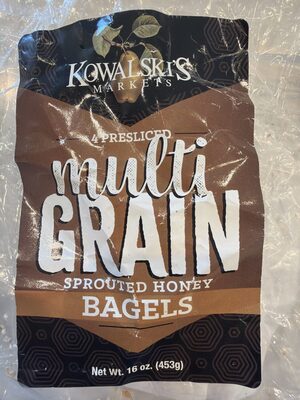 KOWALSKI'S
MARKETS
4 PRESLICED
multi
GRAIN
SPROUTED HONEY
BAGELS
Net Wt. 16 oz. (453g)